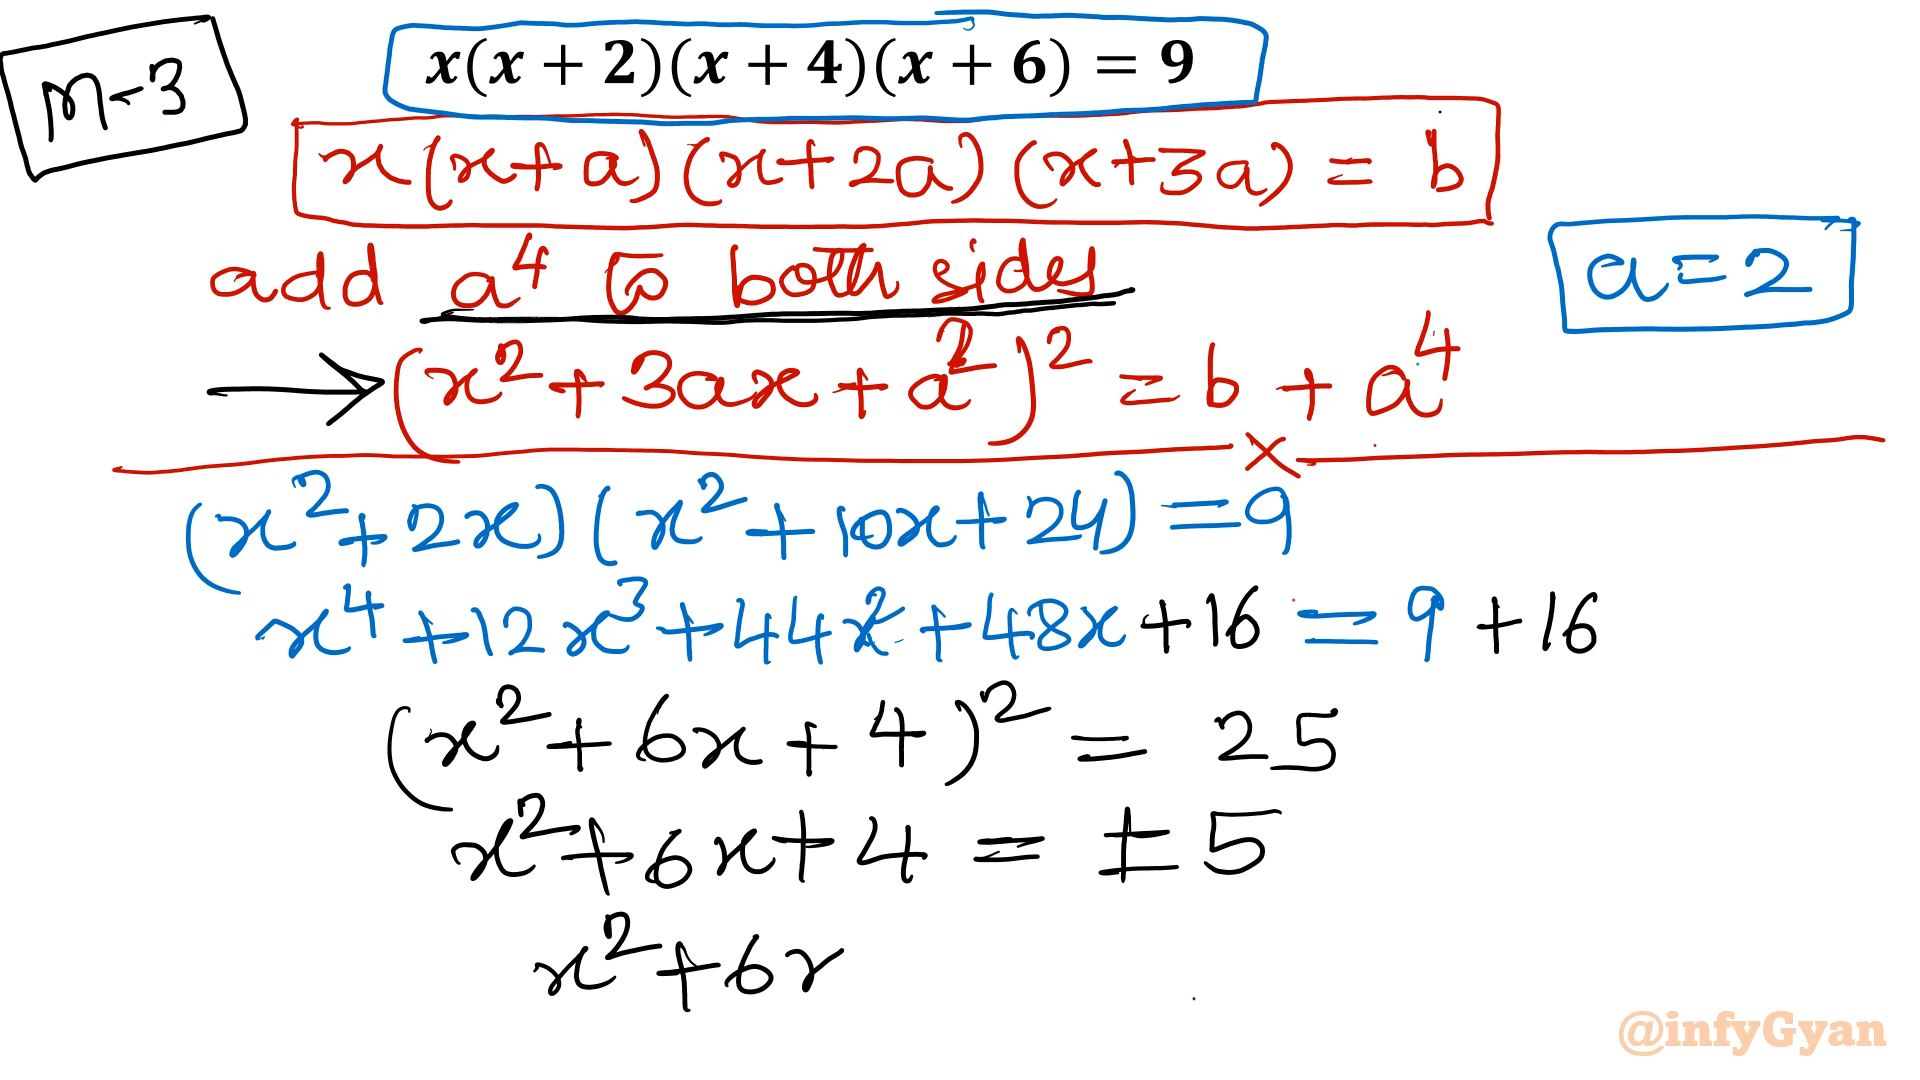 M-3
x(x + 2)(x + 4)(x + 6) = 9
x(x+a)(x+2a)(x+3a) = b
add a⁴ to both sides
a=2
→(x²+3ax+a²)² = b + a⁴
(x²+2x)(x²+10x+24)=9
x⁴+12x³+44x²+48x+16 = 9+16
(x²+6x+4)² = 25
x²+6x+4 = ±5
x²+6x
@infyGyan